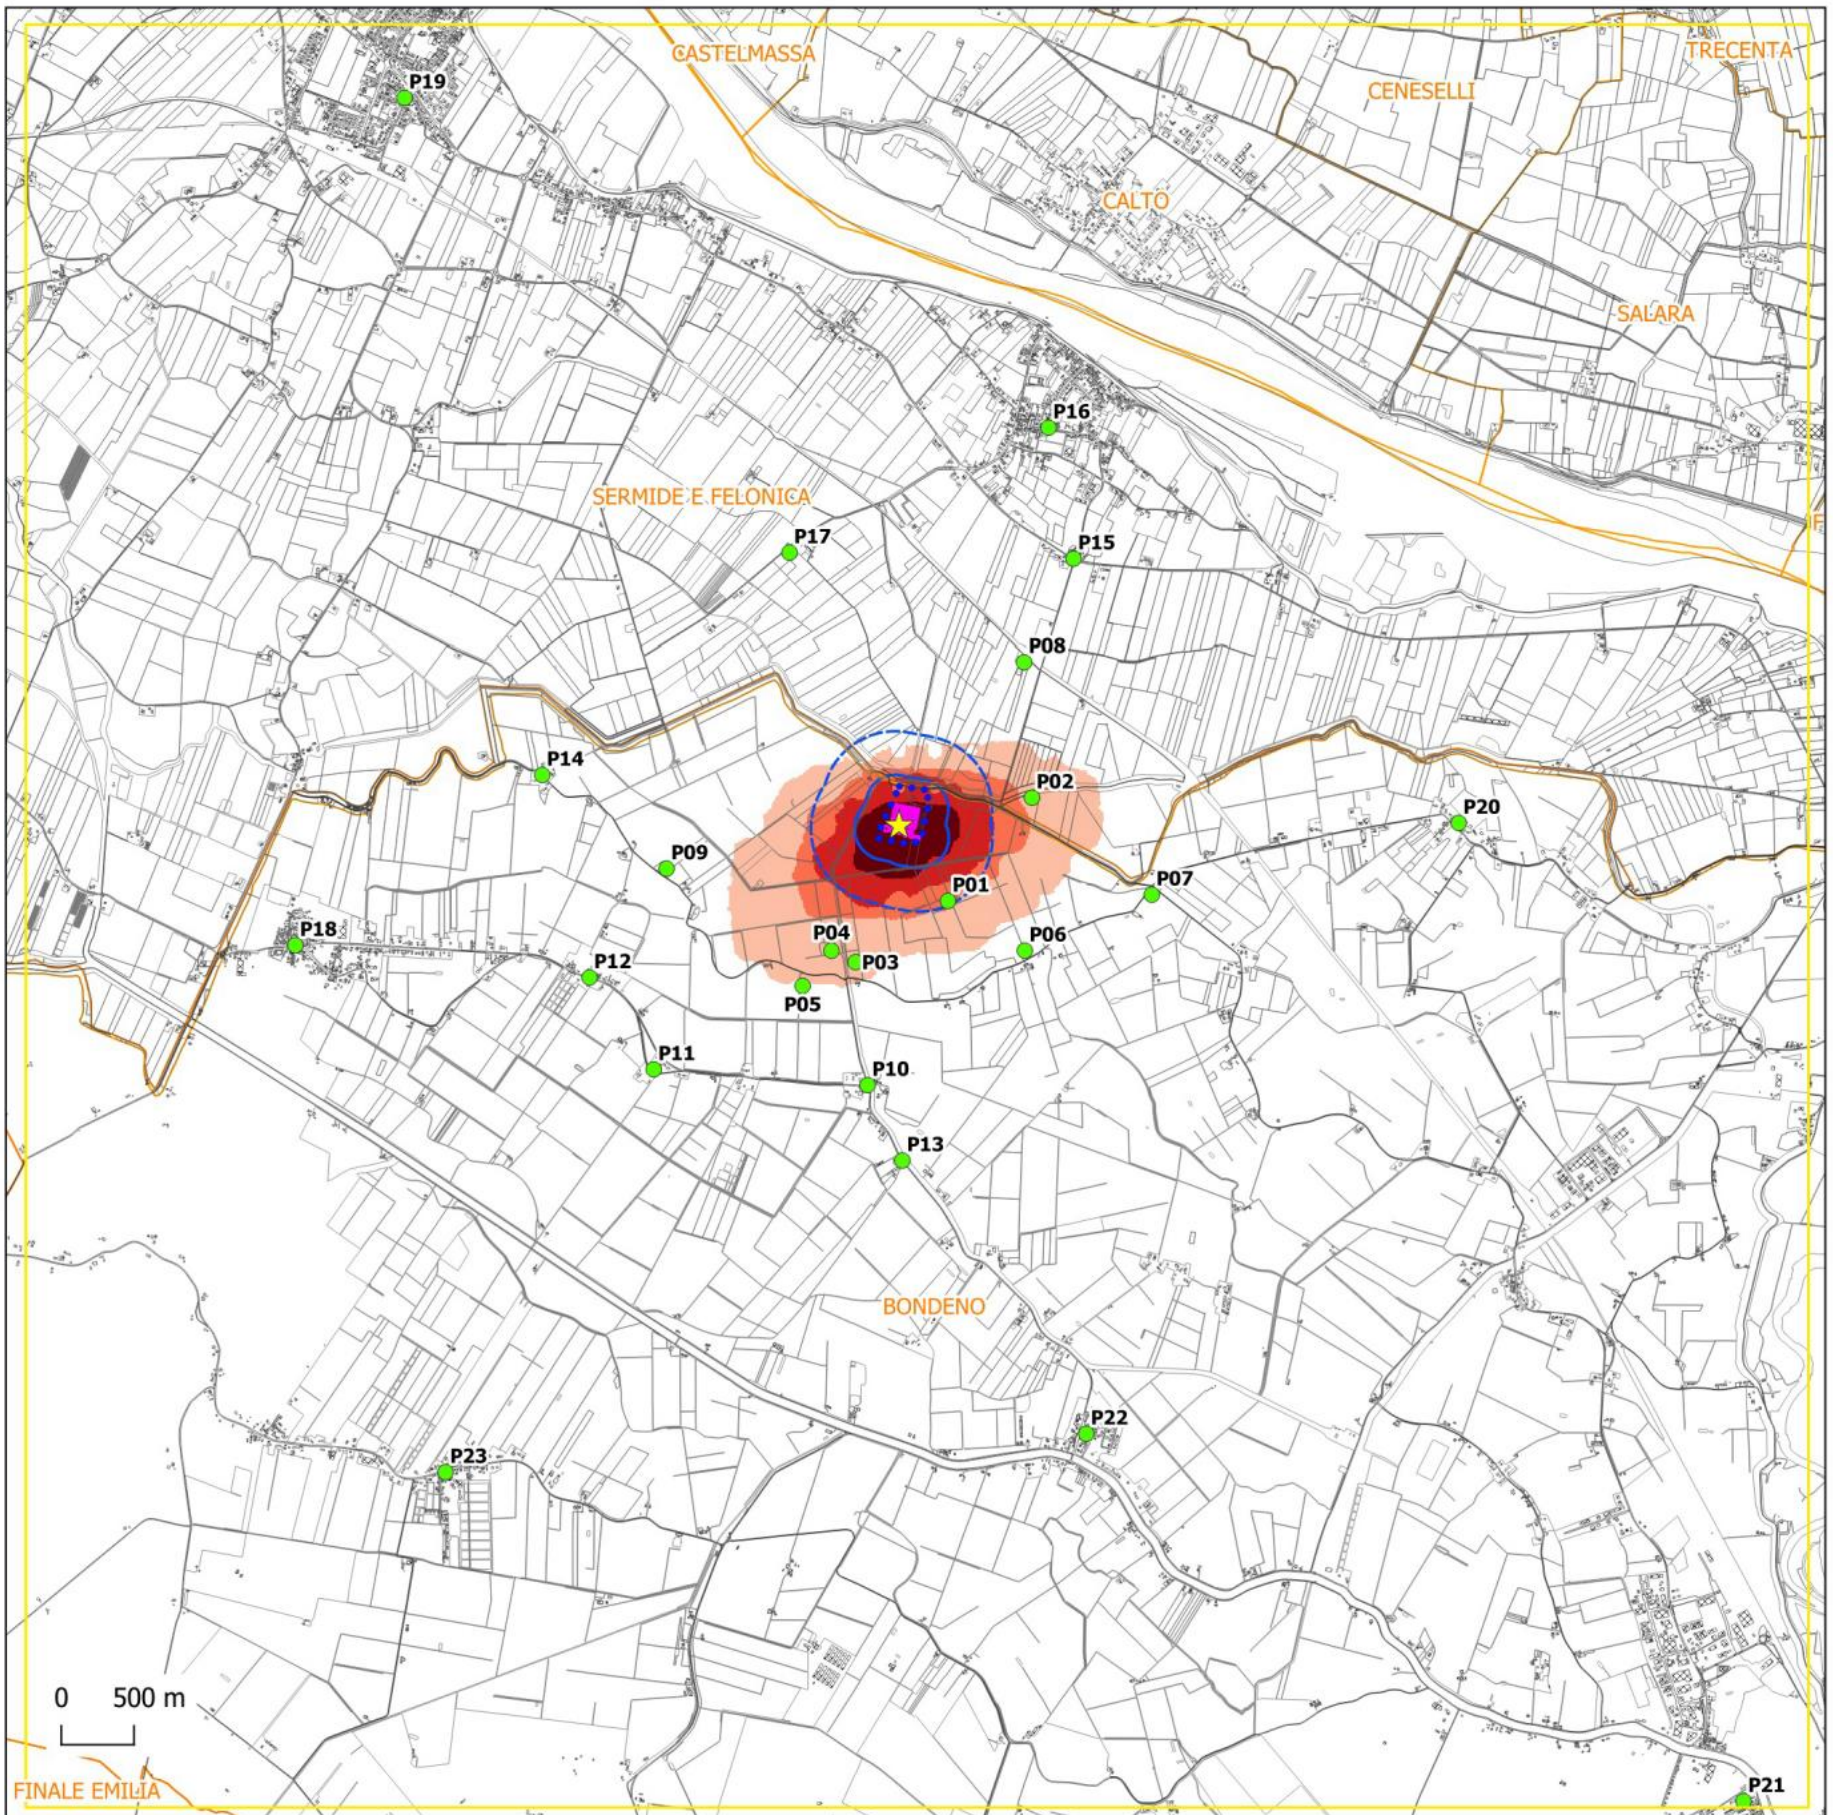 CASTELMASSA
TRECENTA
P19
CENESELLI
CALTO
SALARA
P16
SERMIDE E FELONICA
P17
P15
P08
P14
P02
P20
P09
P01
P07
P18
P04
P06
P12
P03
P05
P11
P10
P13
BONDENO
P22
P23
0 500 m
FINALE EMILIA
P21